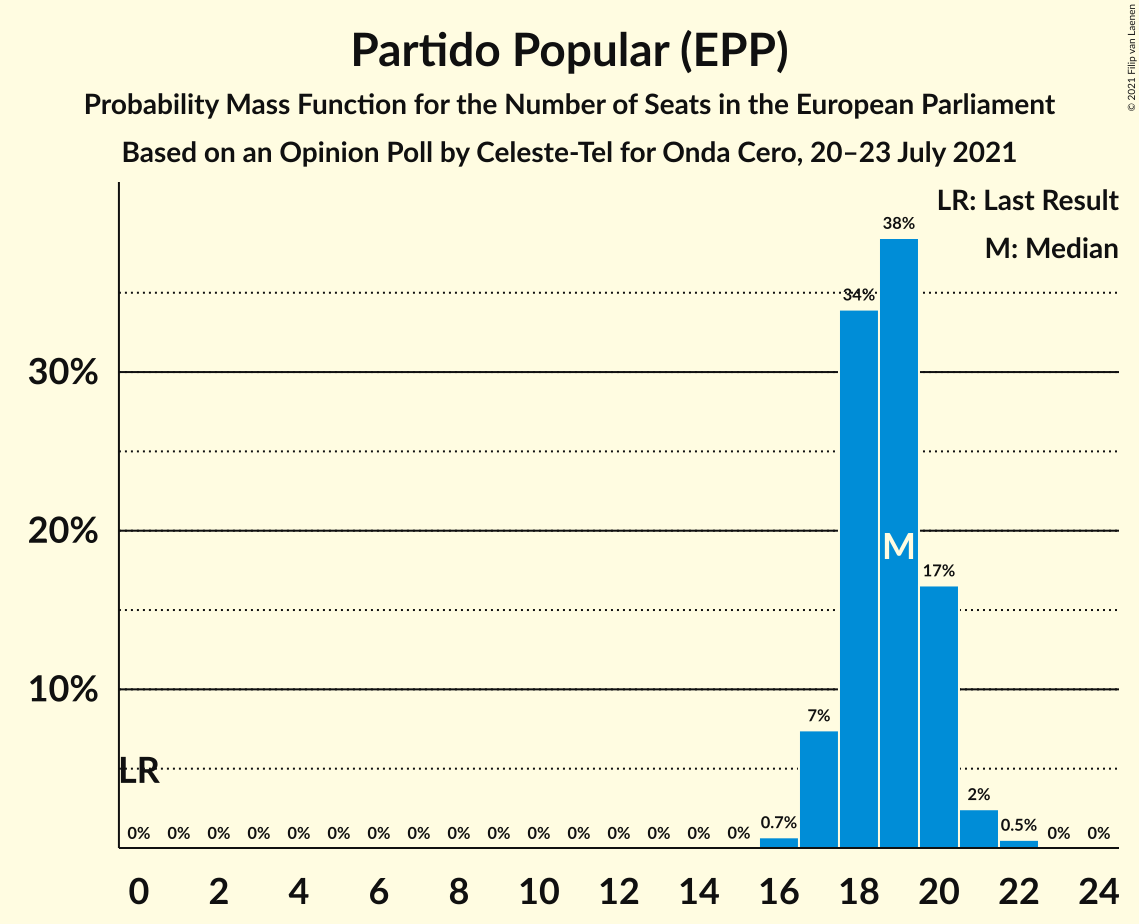 © 2021 Filip van Laenen
Partido Popular (EPP)
Probability Mass Function for the Number of Seats in the European Parliament
Based on an Opinion Poll by Celeste-Tel for Onda Cero, 20–23 July 2021
LR: Last Result
M: Median
38%
34%
30%
20%
M
17%
10%
7%
LR
2%
0% 0% 0% 0% 0% 0% 0% 0% 0% 0% 0% 0% 0% 0% 0% 0% 0.7% 0.5% 0% 0%
0 2 4 6 8 10 12 14 16 18 20 22 24